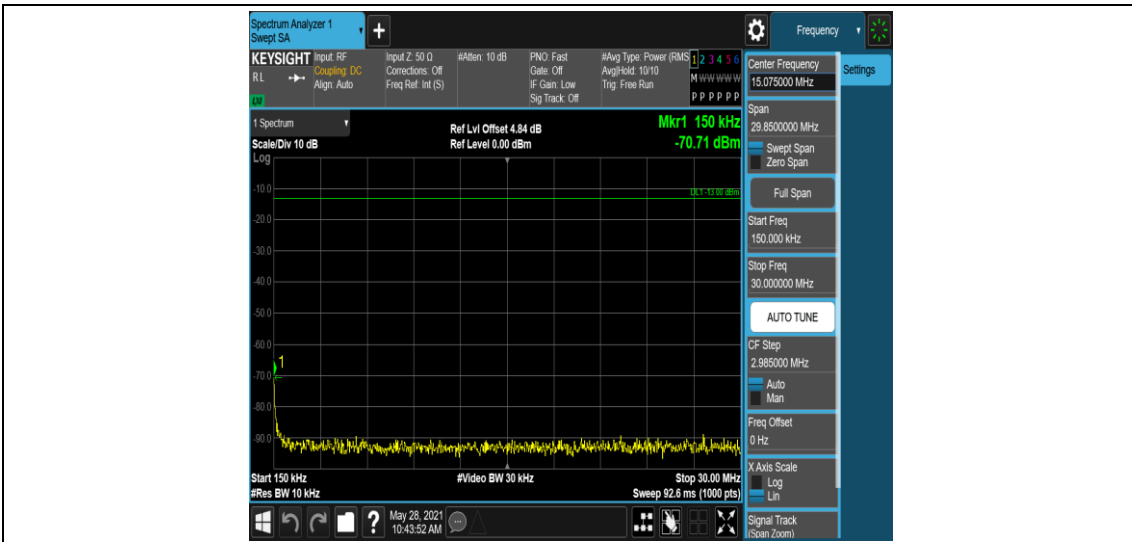 Spectrum Analyzer 1
Swept SA
+
Frequency
KEYSIGHT
RL
LXI
Input: RF
Coupling: DC
Align: Auto
Input Z: 50 Ω
Corrections: Off
Freq Ref: Int (S)
#Atten: 10 dB
PNO: Fast
Gate: Off
IF Gain: Low
Sig Track: Off
#Avg Type: Power (RMS
Avg|Hold: 10/10
Trig: Free Run
1 2 3 4 5 6
M W W W W W
P P P P P P
1 Spectrum
Scale/Div 10 dB
Log
Ref Lvl Offset 4.84 dB
Ref Level 0.00 dBm
Mkr1 150 kHz
-70.71 dBm
DL1 -13.00 dBm
-10.0
-20.0
-30.0
-40.0
-50.0
-60.0
-70.0
-80.0
-90.0
1
Start 150 kHz
#Res BW 10 kHz
#Video BW 30 kHz
Stop 30.00 MHz
Sweep 92.6 ms (1000 pts)
?
May 28, 2021
10:43:52 AM
Center Frequency
15.075000 MHz
Settings
Span
29.8500000 MHz
Swept Span
Zero Span
Full Span
Start Freq
150.000 kHz
Stop Freq
30.000000 MHz
AUTO TUNE
CF Step
2.985000 MHz
Auto
Man
Freq Offset
0 Hz
X Axis Scale
Log
Lin
Signal Track
(Span Zoom)